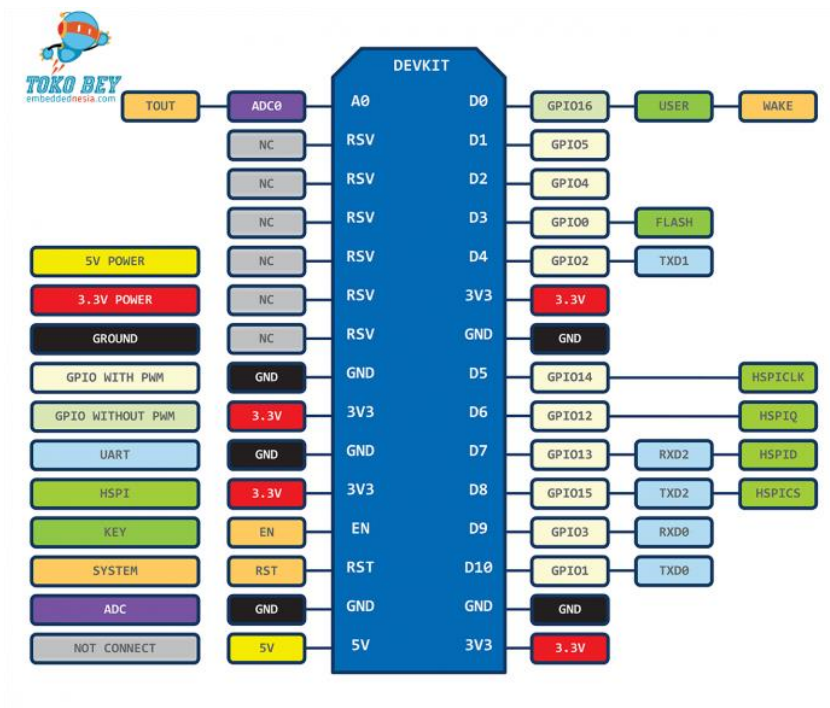 DEVKIT
TOKO BEY
embeddednesia.com
TOUT ADC0 A0 D0 GPIO16 USER WAKE
NC RSV D1 GPIO5
NC RSV D2 GPIO4
NC RSV D3 GPIO0 FLASH
5V POWER NC RSV D4 GPIO2 TXD1
3.3V POWER NC RSV 3V3 3.3V
GROUND NC RSV GND GND
GPIO WITH PWM GND GND D5 GPIO14 HSPICLK
GPIO WITHOUT PWM 3.3V 3V3 D6 GPIO12 HSPIQ
UART GND GND D7 GPIO13 RXD2 HSPID
HSPI 3.3V 3V3 D8 GPIO15 TXD2 HSPICS
KEY EN EN D9 GPIO3 RXD0
SYSTEM RST RST D10 GPIO1 TXD0
ADC GND GND GND GND
NOT CONNECT 5V 5V 3V3 3.3V